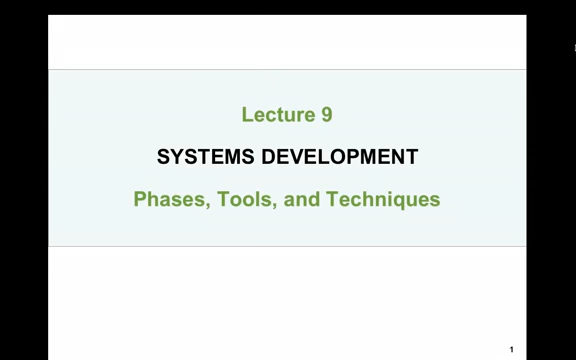 Lecture 9
SYSTEMS DEVELOPMENT
Phases, Tools, and Techniques
1